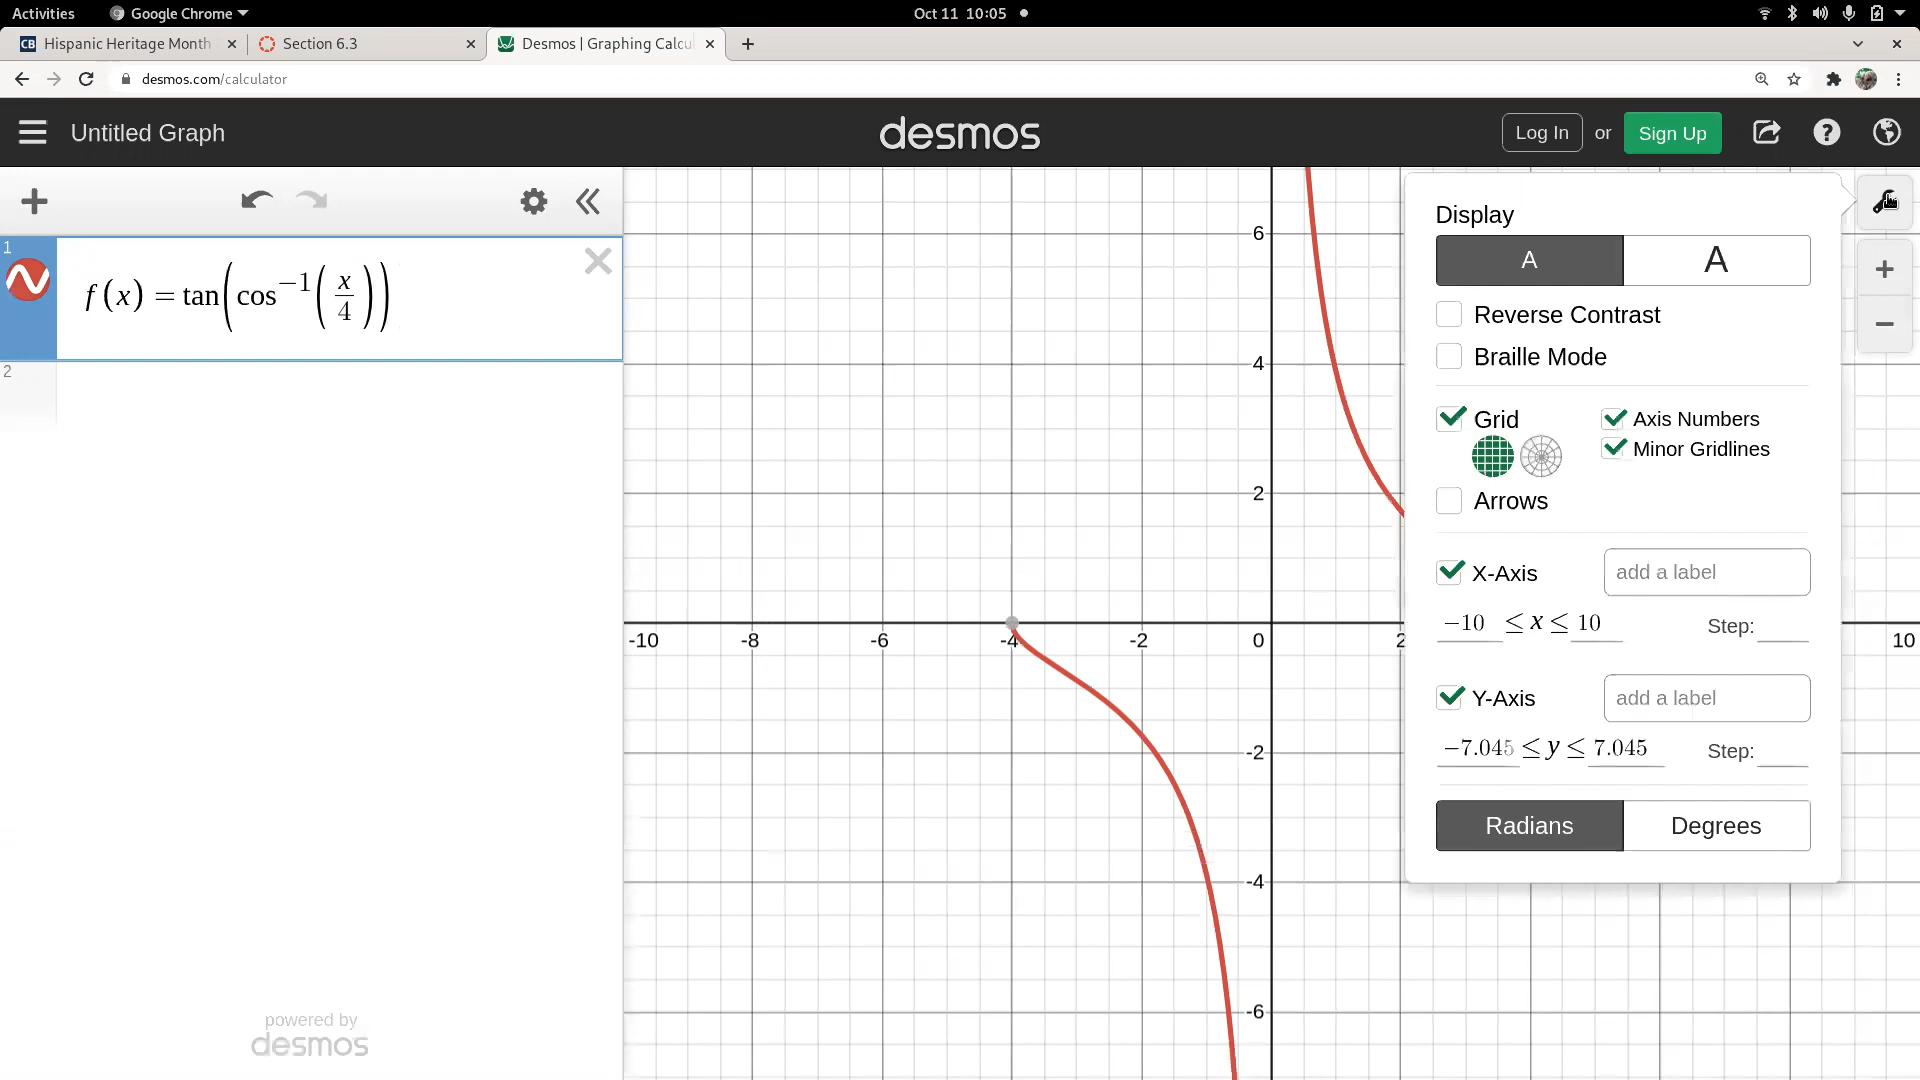 Activities Google Chrome Oct 11 10:05
Hispanic Heritage Month Section 6.3 Desmos | Graphing Calcu
desmos.com/calculator
Untitled Graph desmos Log In or Sign Up
1
f(x) = tan(cos⁻¹(x/4))
2
powered by
desmos
6
4
2
-10 -8 -6 -4 -2 0 2 10
-2
-4
-6
Display
A A
Reverse Contrast
Braille Mode
Grid Axis Numbers
Minor Gridlines
Arrows
X-Axis add a label
−10 ≤ x ≤ 10 Step:
Y-Axis add a label
−7.045 ≤ y ≤ 7.045 Step:
Radians Degrees